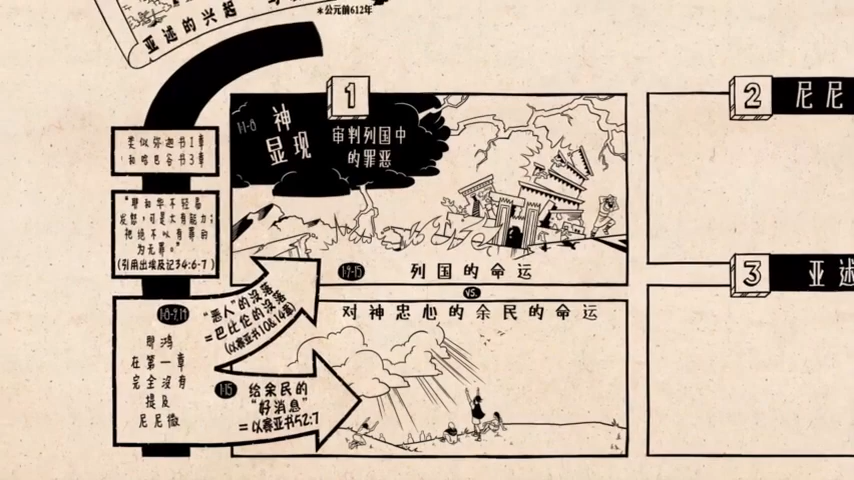 亚述的兴起
*公元前612年
1
2
尼尼
1:1-8
神
显现
审判列国中
的罪恶
类似弥迦书1章
和哈巴谷书3章
“耶和华不轻易
发怒，可是大有能力；
祂绝不以有罪的
为无罪。”
(引用出埃及记34:6-7)
1:9-15
列国的命运
vs.
3
亚述
对神忠心的余民的命运
“恶人”的没落
=巴比伦的没落
(以赛亚书10&14章)
那鸿
在第一章
完全没有
提及
尼尼微
1:15
给余民的
“好消息”
=以赛亚书52:7